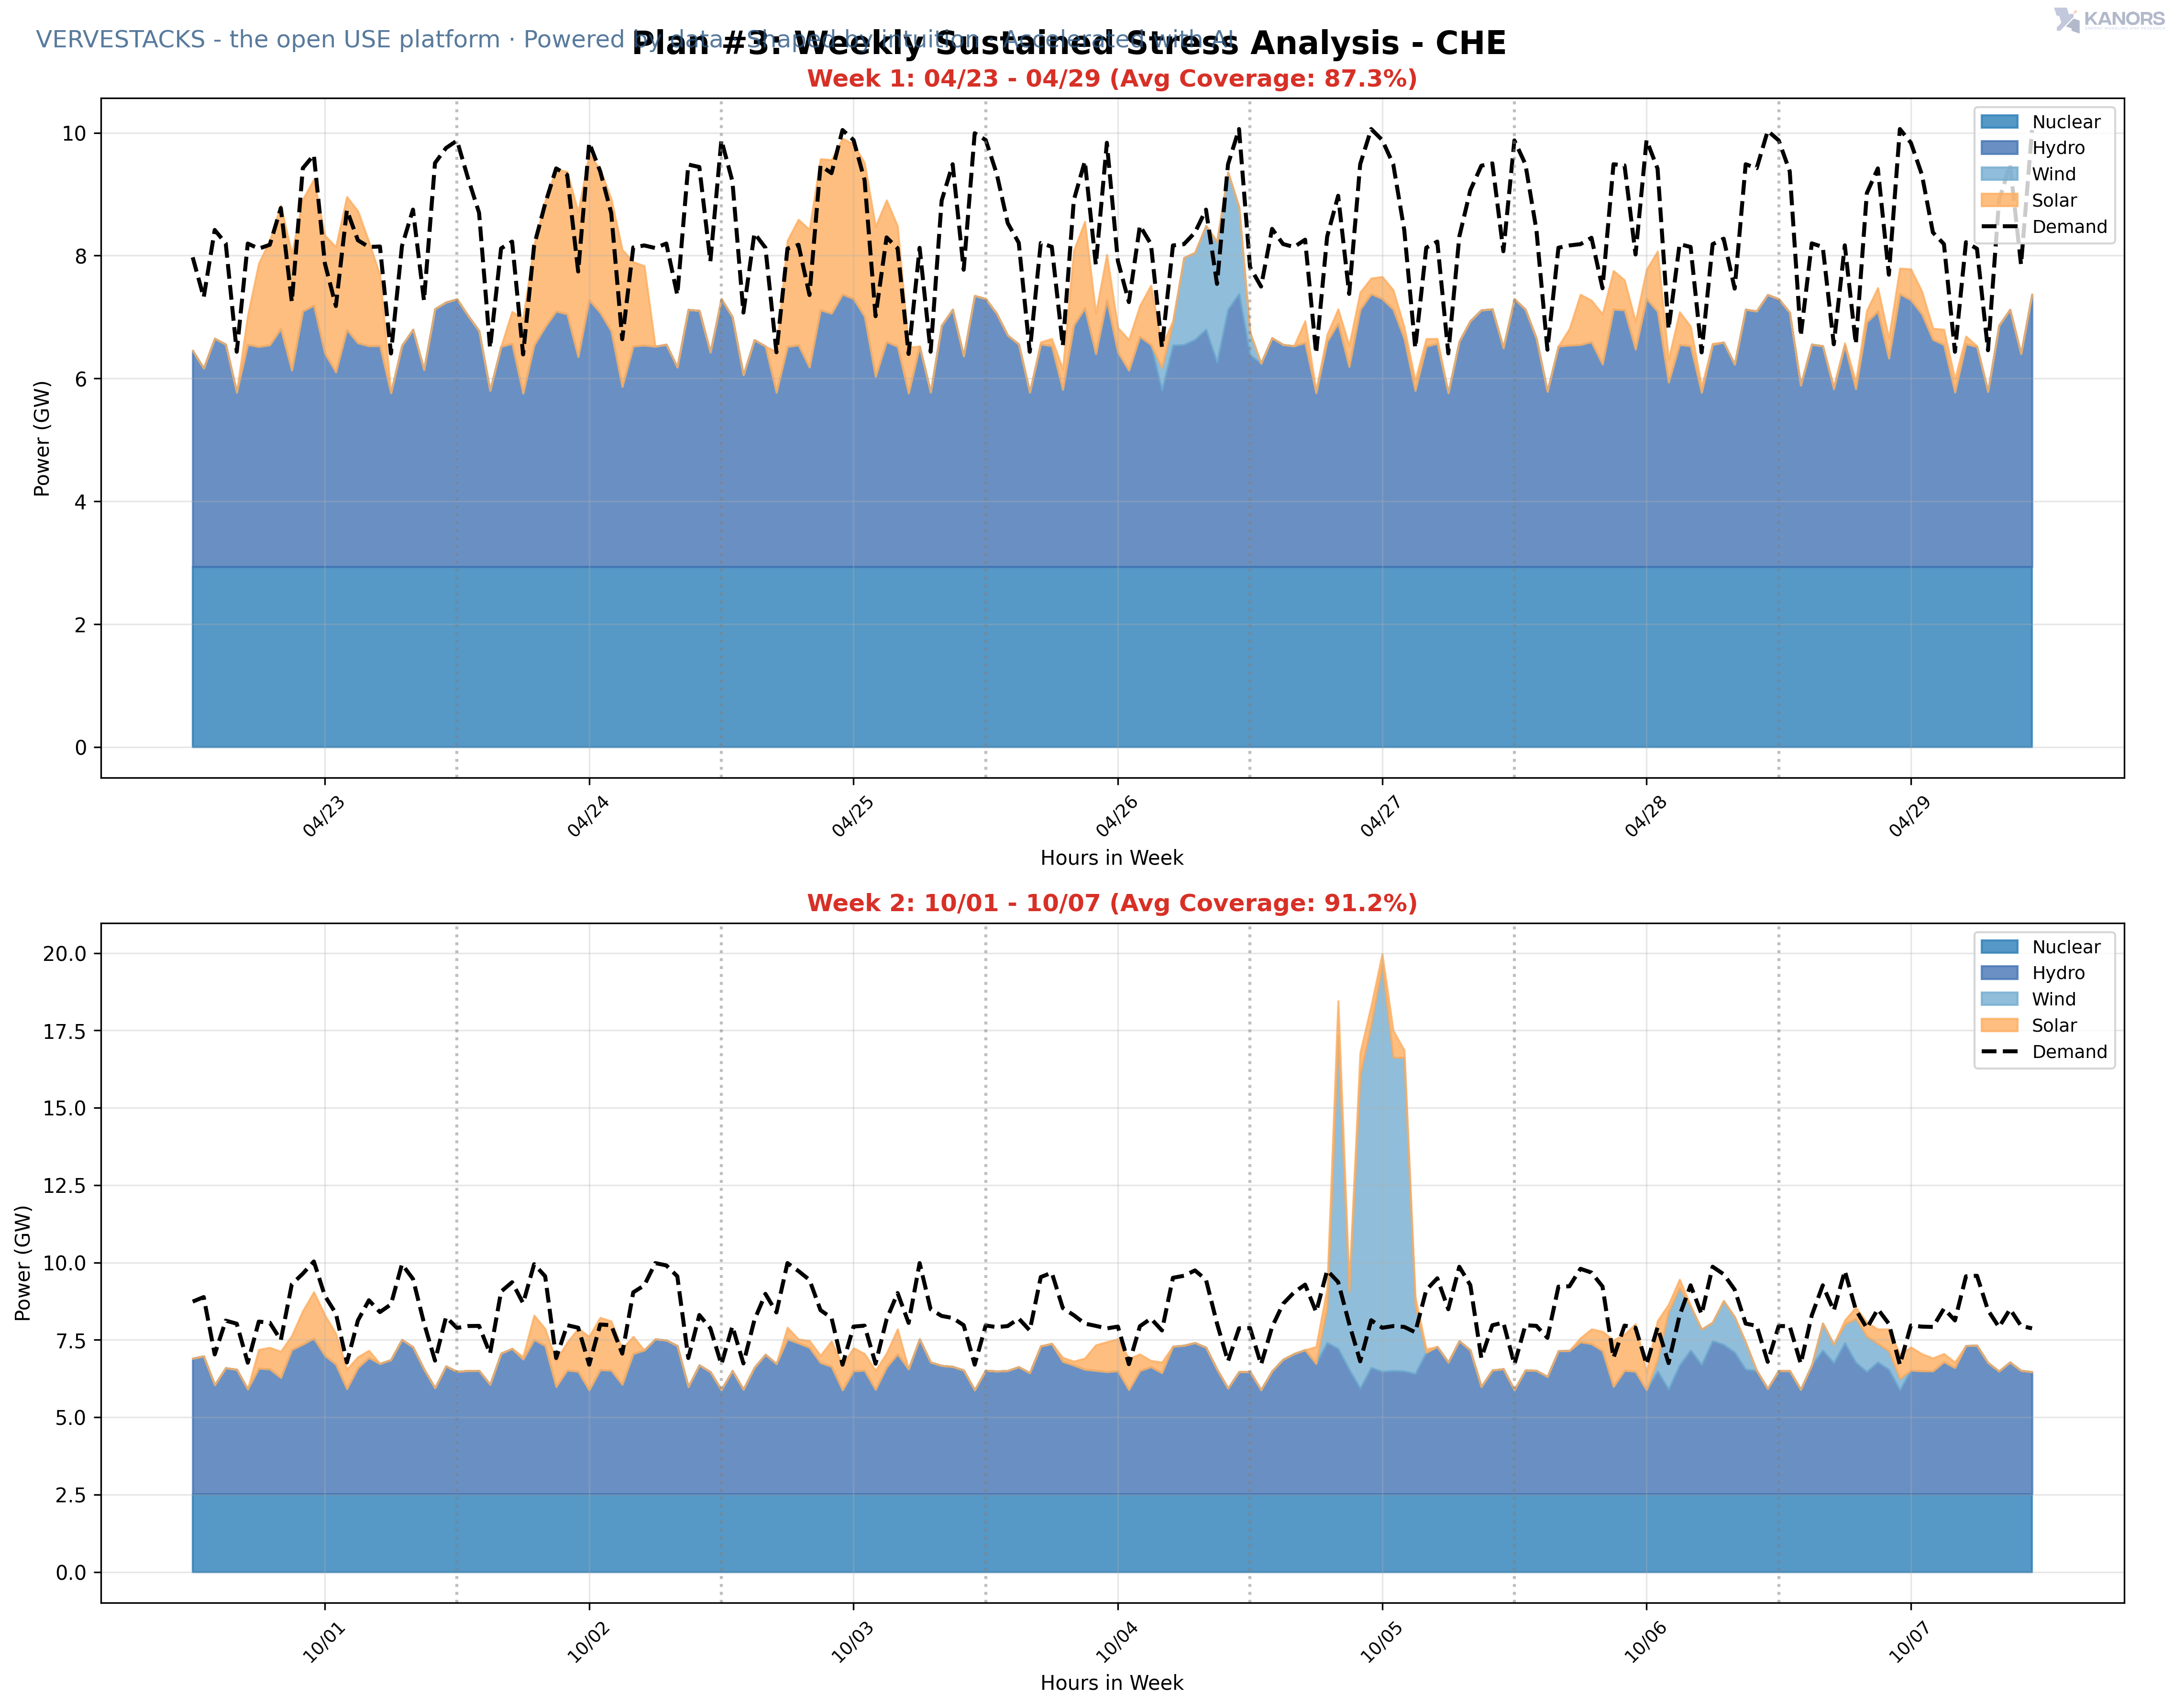 VERVESTACKS - the open USE platform · Powered by data · Shaped by intuition · Accelerated with AI
Plan #5: Weekly Sustained Stress Analysis - CHE
KANORS
Week 1: 04/23 - 04/29 (Avg Coverage: 87.3%)
Power (GW)
10
8
6
4
2
0
Nuclear
Hydro
Wind
Solar
Demand
04/23
04/24
04/25
04/26
04/27
04/28
04/29
Hours in Week
Week 2: 10/01 - 10/07 (Avg Coverage: 91.2%)
Power (GW)
20.0
17.5
15.0
12.5
10.0
7.5
5.0
2.5
0.0
Nuclear
Hydro
Wind
Solar
Demand
10/01
10/02
10/03
10/04
10/05
10/06
10/07
Hours in Week